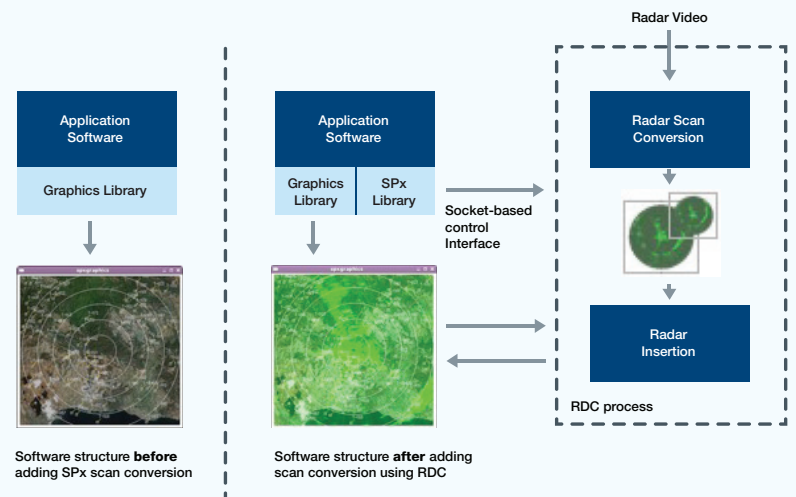 Radar Video
Application
Software
Graphics Library
Application
Software
Graphics
Library
SPx
Library
Socket-based
control
Interface
Radar Scan
Conversion
Radar
Insertion
RDC process
Software structure before
adding SPx scan conversion
Software structure after adding
scan conversion using RDC